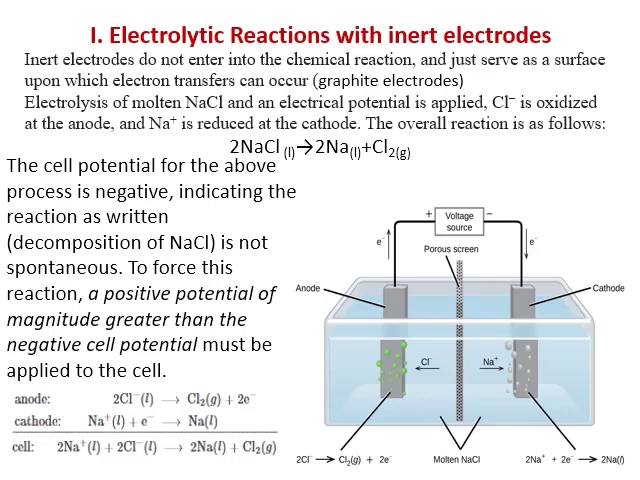 I. Electrolytic Reactions with inert electrodes
Inert electrodes do not enter into the chemical reaction, and just serve as a surface
upon which electron transfers can occur (graphite electrodes)
Electrolysis of molten NaCl and an electrical potential is applied, Cl⁻ is oxidized
at the anode, and Na⁺ is reduced at the cathode. The overall reaction is as follows:
2NaCl (l)→2Na(l)+Cl2(g)
The cell potential for the above
process is negative, indicating the
reaction as written
(decomposition of NaCl) is not
spontaneous. To force this
reaction, a positive potential of
magnitude greater than the
negative cell potential must be
applied to the cell.
anode: 2Cl⁻(l) ⟶ Cl₂(g) + 2e⁻
cathode: Na⁺(l) + e⁻ ⟶ Na(l)
cell: 2Na⁺(l) + 2Cl⁻(l) ⟶ 2Na(l) + Cl₂(g)
+ Voltage source −
e⁻
e⁻
Porous screen
Anode
Cathode
Cl⁻
Na⁺
2Cl⁻ ⟶ Cl₂(g) + 2e⁻
Molten NaCl
2Na⁺ + 2e⁻ ⟶ 2Na(l)